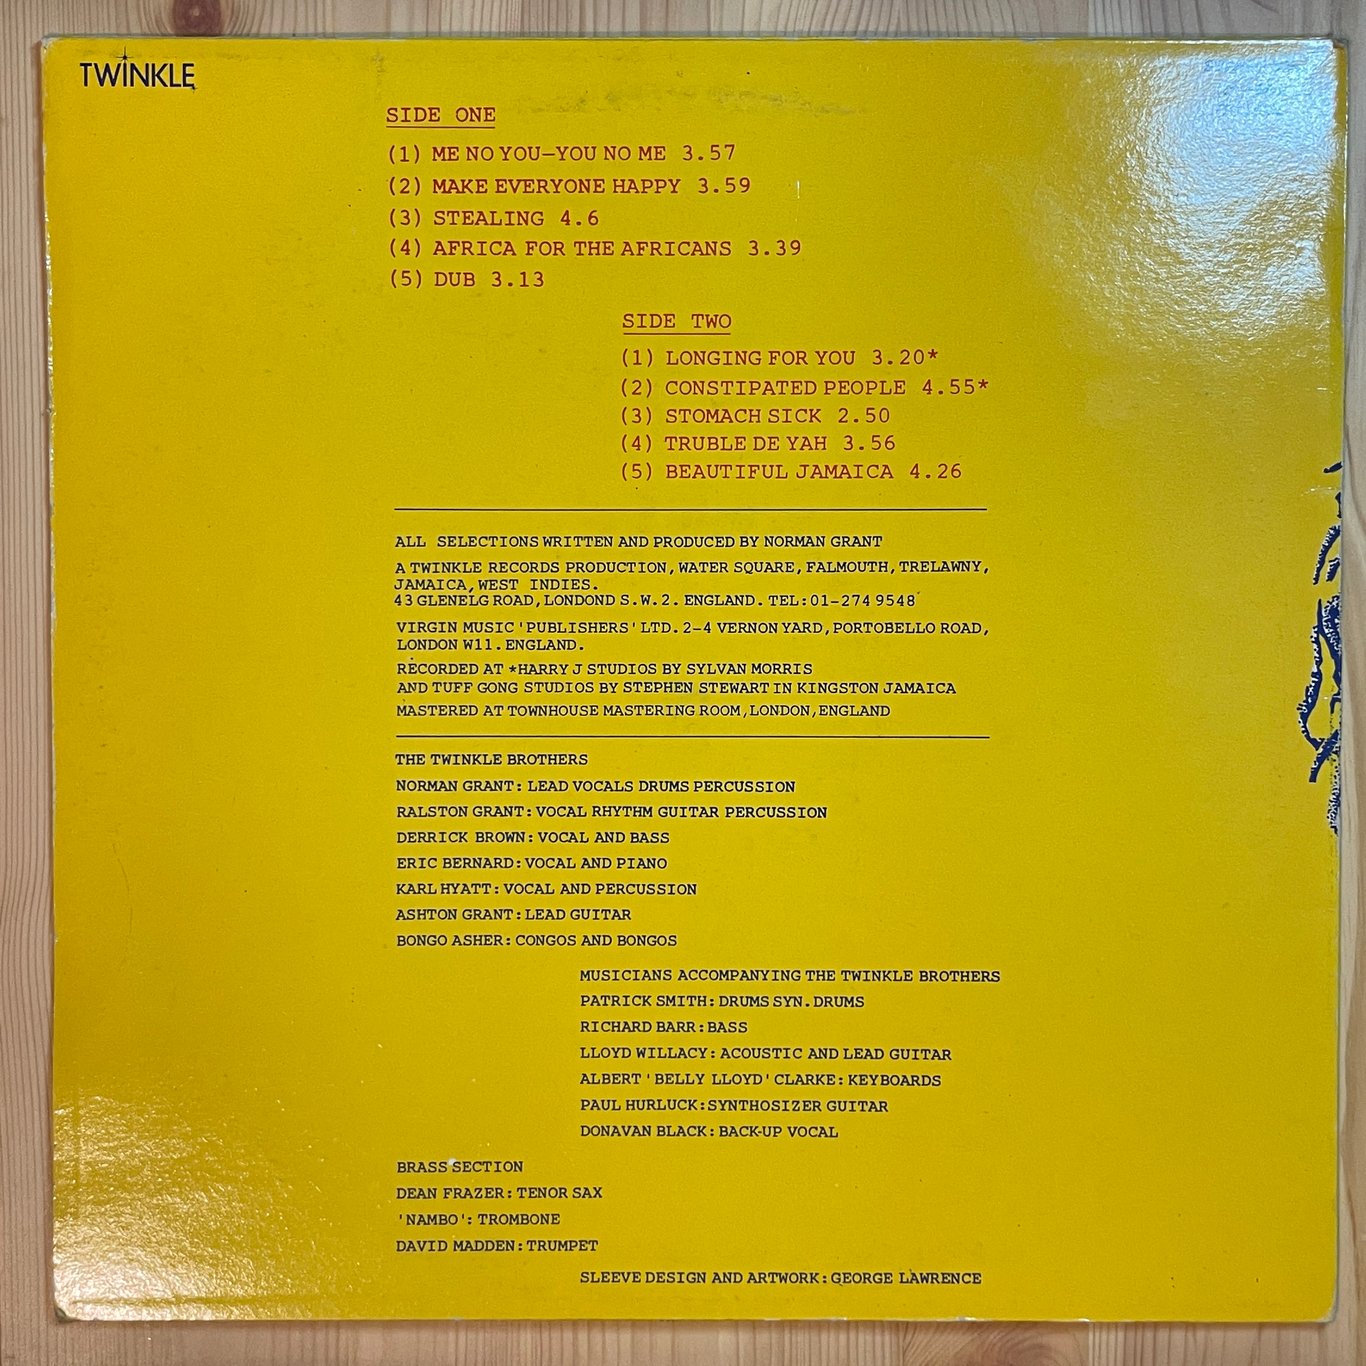 TWINKLE
SIDE ONE
(1) ME NO YOU—YOU NO ME 3.57
(2) MAKE EVERYONE HAPPY 3.59
(3) STEALING 4.6
(4) AFRICA FOR THE AFRICANS 3.39
(5) DUB 3.13
SIDE TWO
(1) LONGING FOR YOU 3.20*
(2) CONSTIPATED PEOPLE 4.55*
(3) STOMACH SICK 2.50
(4) TRUBLE DE YAH 3.56
(5) BEAUTIFUL JAMAICA 4.26
ALL SELECTIONS WRITTEN AND PRODUCED BY NORMAN GRANT
A TWINKLE RECORDS PRODUCTION, WATER SQUARE, FALMOUTH, TRELAWNY,
JAMAICA, WEST INDIES.
43 GLENELG ROAD, LONDOND S.W.2. ENGLAND. TEL:01-274 9548
VIRGIN MUSIC 'PUBLISHERS' LTD. 2-4 VERNON YARD, PORTOBELLO ROAD,
LONDON W11. ENGLAND.
RECORDED AT *HARRY J STUDIOS BY SYLVAN MORRIS
AND TUFF GONG STUDIOS BY STEPHEN STEWART IN KINGSTON JAMAICA
MASTERED AT TOWNHOUSE MASTERING ROOM, LONDON, ENGLAND
THE TWINKLE BROTHERS
NORMAN GRANT: LEAD VOCALS DRUMS PERCUSSION
RALSTON GRANT: VOCAL RHYTHM GUITAR PERCUSSION
DERRICK BROWN: VOCAL AND BASS
ERIC BERNARD: VOCAL AND PIANO
KARL HYATT: VOCAL AND PERCUSSION
ASHTON GRANT: LEAD GUITAR
BONGO ASHER: CONGOS AND BONGOS
MUSICIANS ACCOMPANYING THE TWINKLE BROTHERS
PATRICK SMITH: DRUMS SYN. DRUMS
RICHARD BARR: BASS
LLOYD WILLACY: ACOUSTIC AND LEAD GUITAR
ALBERT 'BELLY LLOYD' CLARKE: KEYBOARDS
PAUL HURLUCK: SYNTHOSIZER GUITAR
DONAVAN BLACK: BACK-UP VOCAL
BRASS SECTION
DEAN FRAZER: TENOR SAX
'NAMBO': TROMBONE
DAVID MADDEN: TRUMPET
SLEEVE DESIGN AND ARTWORK: GEORGE LAWRENCE